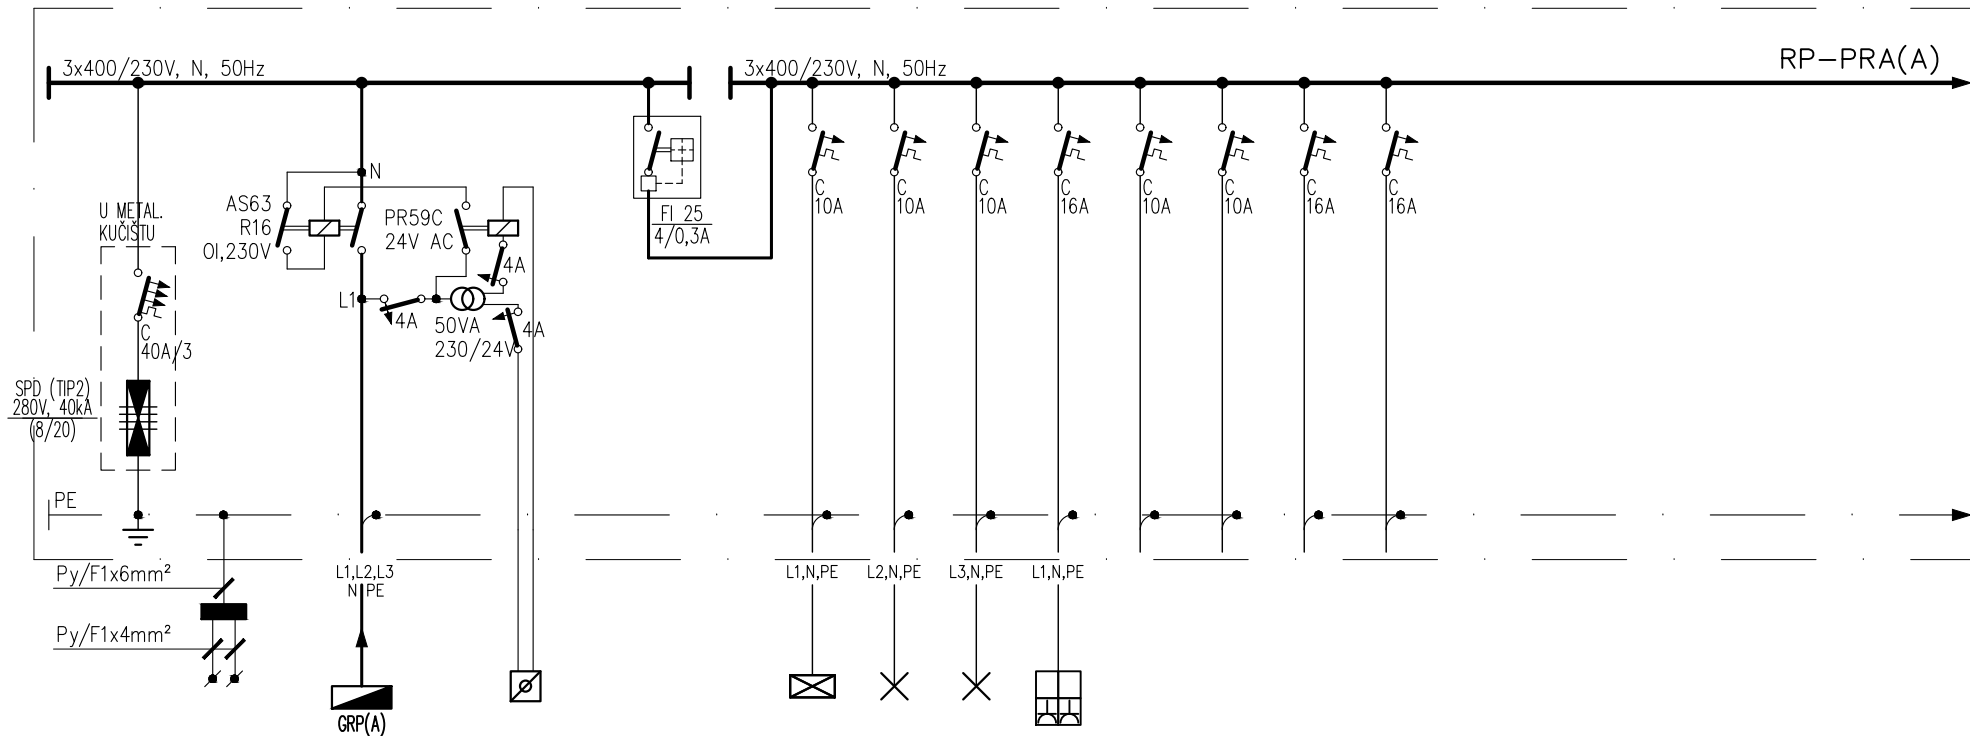 3x400/230V, N, 50Hz
3x400/230V, N, 50Hz
RP-PRA(A)
N
U METAL.
KUČIŠTU
AS63
R16
OI,230V
PR59C
24V AC
FI 25
4/0,3A
C
10A
C
10A
C
10A
C
16A
C
10A
C
10A
C
16A
C
16A
4A
L1
4A
4A
50VA
230/24V
C
40A/3
SPD (TIP2)
280V, 40kA
(8/20)
PE
Py/F1x6mm²
L1,L2,L3
N PE
L1,N,PE
L2,N,PE
L3,N,PE
L1,N,PE
Py/F1x4mm²
GRP(A)